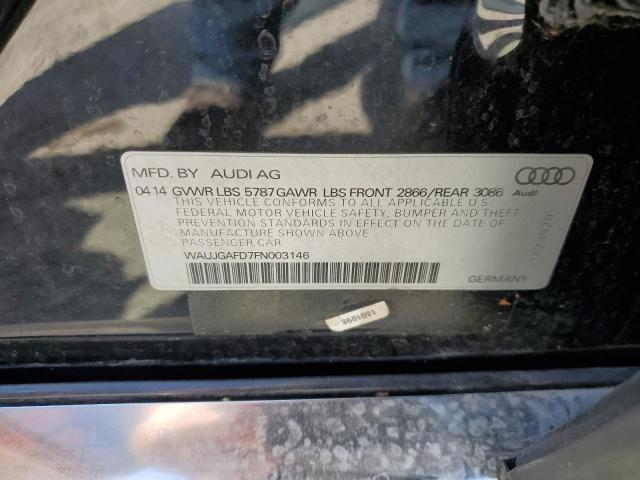 MFD. BY AUDI AG
04 14 GVWR LBS 5787 GAWR LBS FRONT 2866/REAR 3086
Audi
THIS VEHICLE CONFORMS TO ALL APPLICABLE U.S
FEDERAL MOTOR VEHICLE SAFETY, BUMPER AND THEFT
PREVENTION STANDARDS IN EFFECT ON THE DATE OF
MANUFACTURE SHOWN ABOVE.
PASSENGER CAR
WAUJGAFD7FN003146
GERMANY
1621529